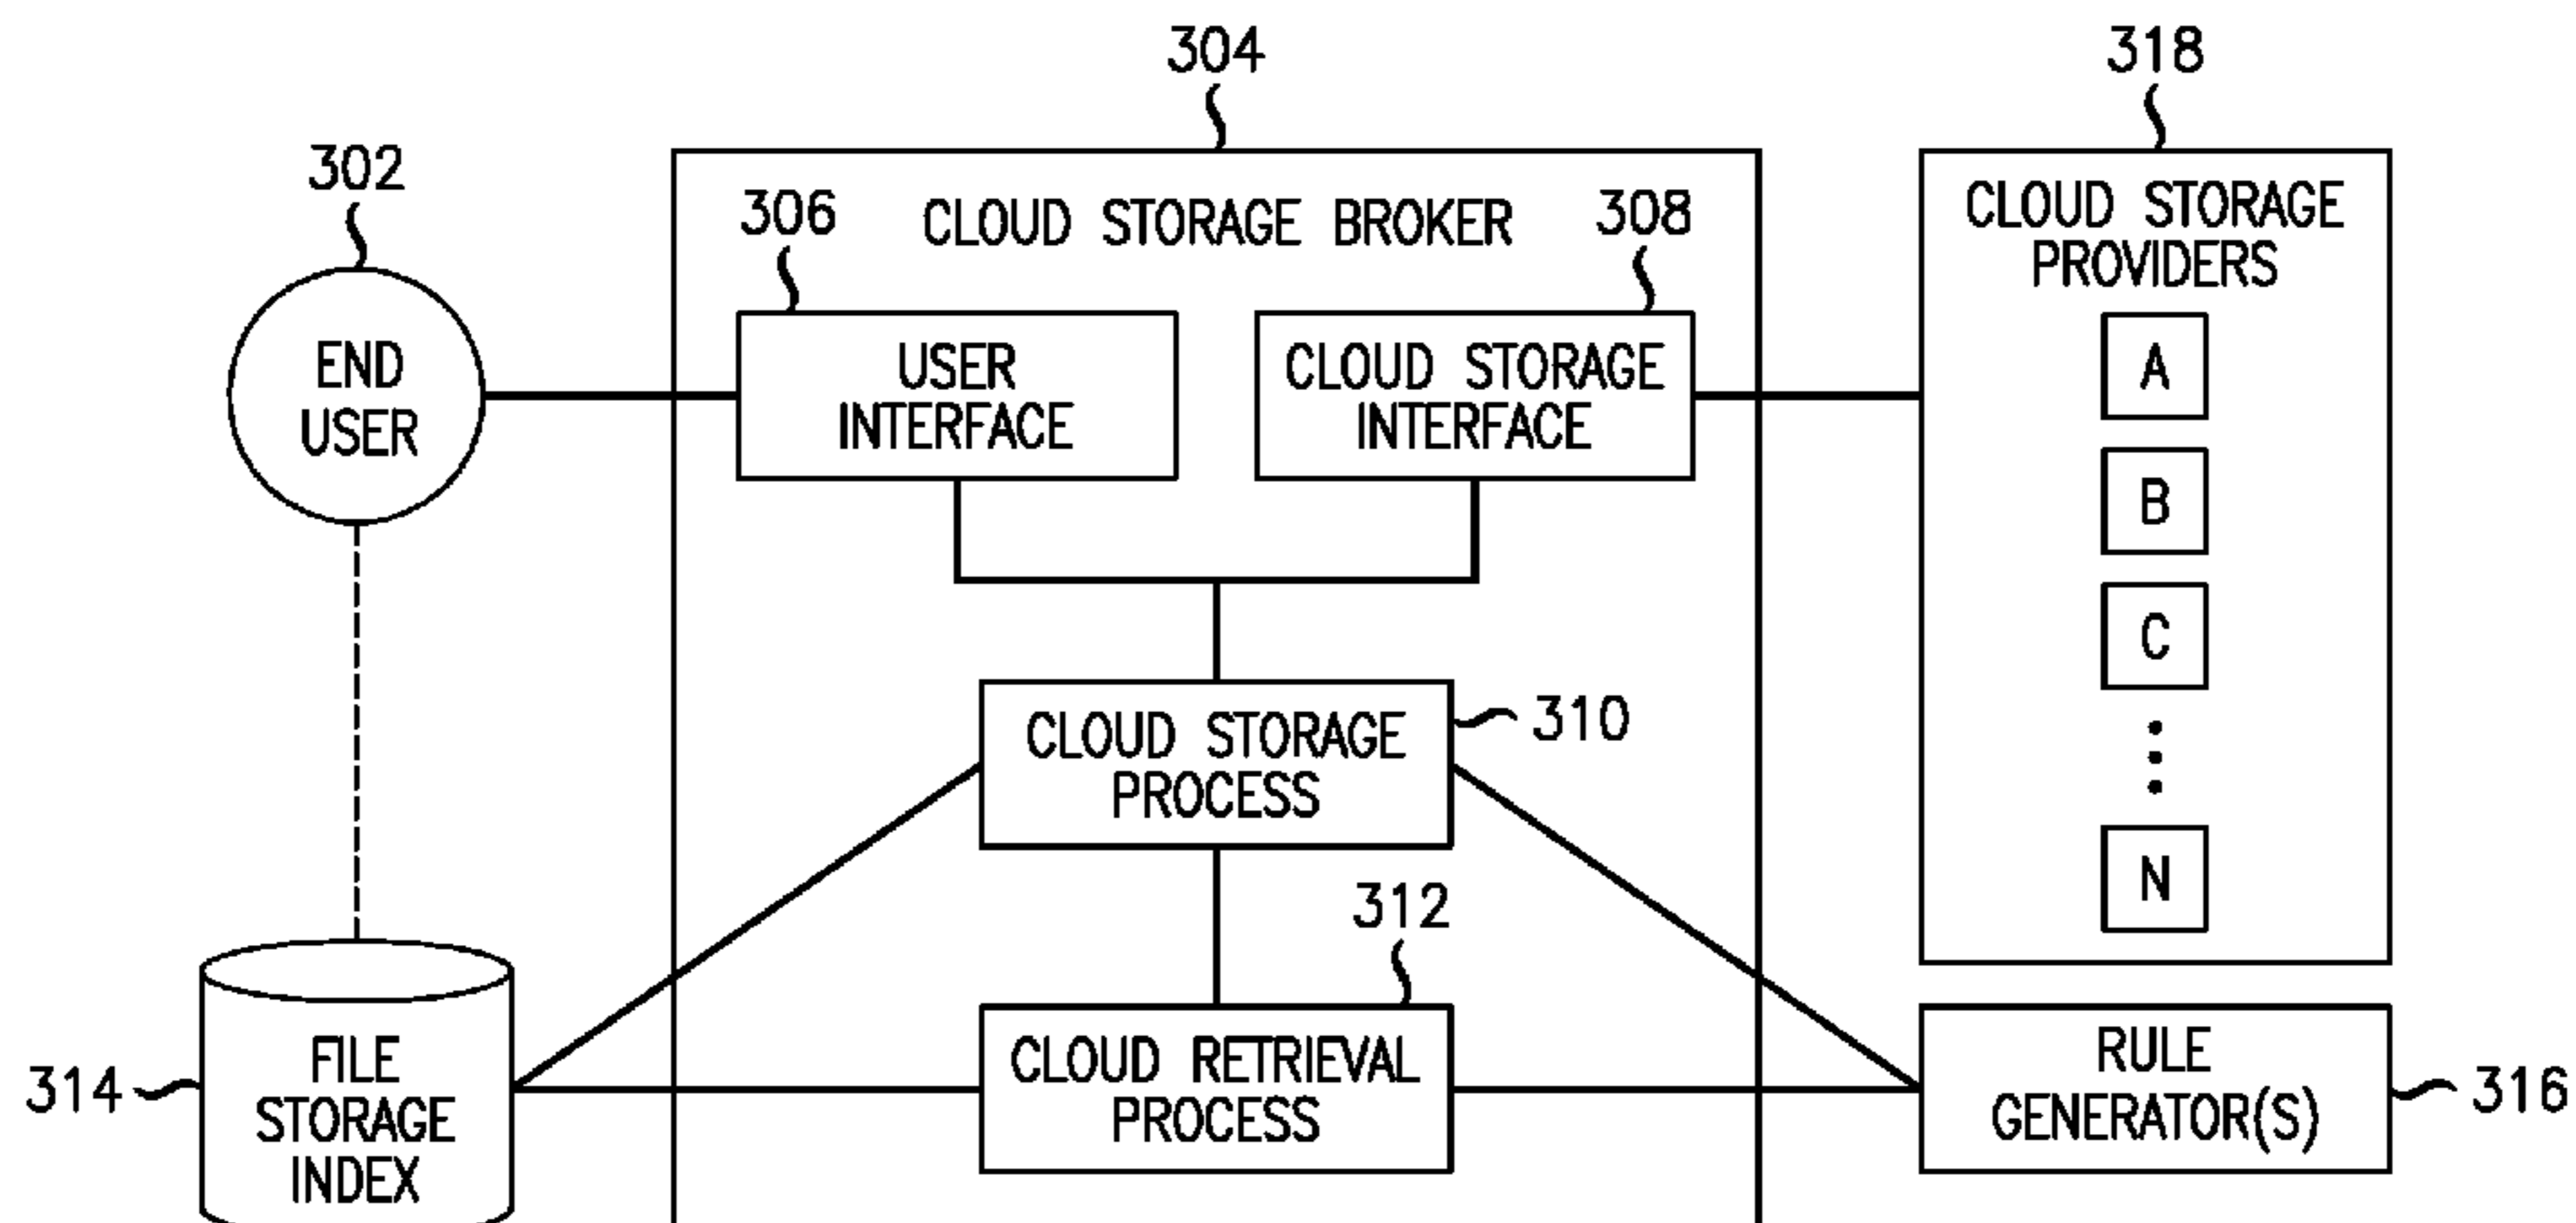 304
318
302
306
CLOUD STORAGE BROKER
308
CLOUD STORAGE
PROVIDERS
END
USER
USER
INTERFACE
CLOUD STORAGE
INTERFACE
A
B
C
N
CLOUD STORAGE
PROCESS
310
312
314
FILE
STORAGE
INDEX
CLOUD RETRIEVAL
PROCESS
RULE
GENERATOR(S)
316